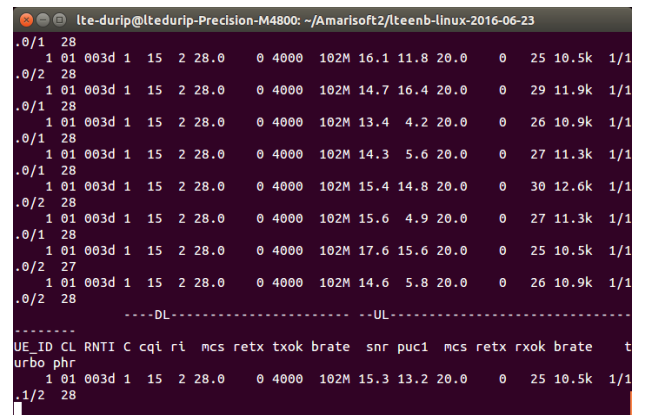 lte-durip@ltedurip-Precision-M4800: ~/Amarisoft2/lteenb-linux-2016-06-23
.0/1 28
1 01 003d 1 15 2 28.0 0 4000 102M 16.1 11.8 20.0 0 25 10.5k 1/1
.0/2 28
1 01 003d 1 15 2 28.0 0 4000 102M 14.7 16.4 20.0 0 29 11.9k 1/1
.0/1 28
1 01 003d 1 15 2 28.0 0 4000 102M 13.4 4.2 20.0 0 26 10.9k 1/1
.0/1 28
1 01 003d 1 15 2 28.0 0 4000 102M 14.3 5.6 20.0 0 27 11.3k 1/1
.0/1 28
1 01 003d 1 15 2 28.0 0 4000 102M 15.4 14.8 20.0 0 30 12.6k 1/1
.0/2 28
1 01 003d 1 15 2 28.0 0 4000 102M 15.6 4.9 20.0 0 27 11.3k 1/1
.0/1 28
1 01 003d 1 15 2 28.0 0 4000 102M 17.6 15.6 20.0 0 25 10.5k 1/1
.0/2 27
1 01 003d 1 15 2 28.0 0 4000 102M 14.6 5.8 20.0 0 26 10.9k 1/1
.0/2 28
----DL---------------------- --UL------------------------------
--------
UE_ID CL RNTI C cqi ri mcs retx txok brate snr puc1 mcs retx rxok brate t
urbo phr
1 01 003d 1 15 2 28.0 0 4000 102M 15.3 13.2 20.0 0 25 10.5k 1/1
.1/2 28